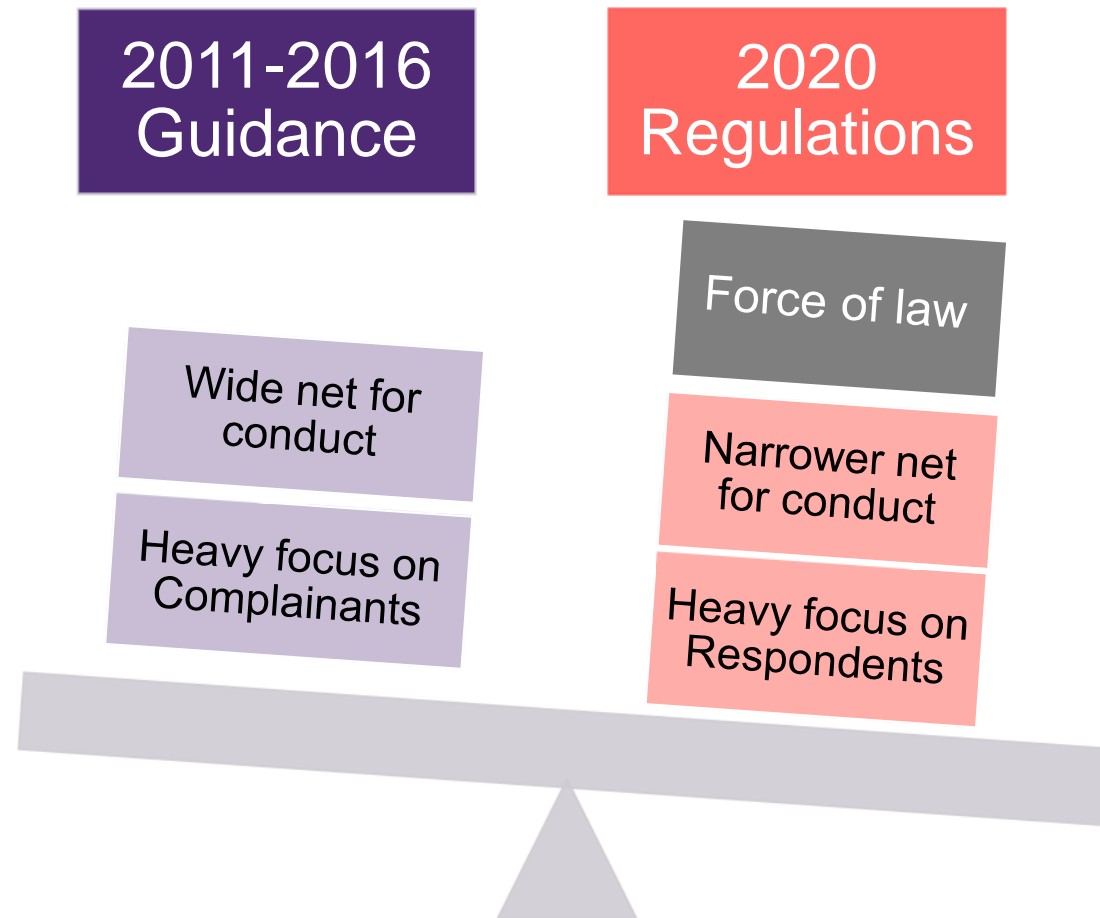 2011-2016
Guidance
2020
Regulations
Force of law
Wide net for
conduct
Narrower net
for conduct
Heavy focus on
Complainants
Heavy focus on
Respondents